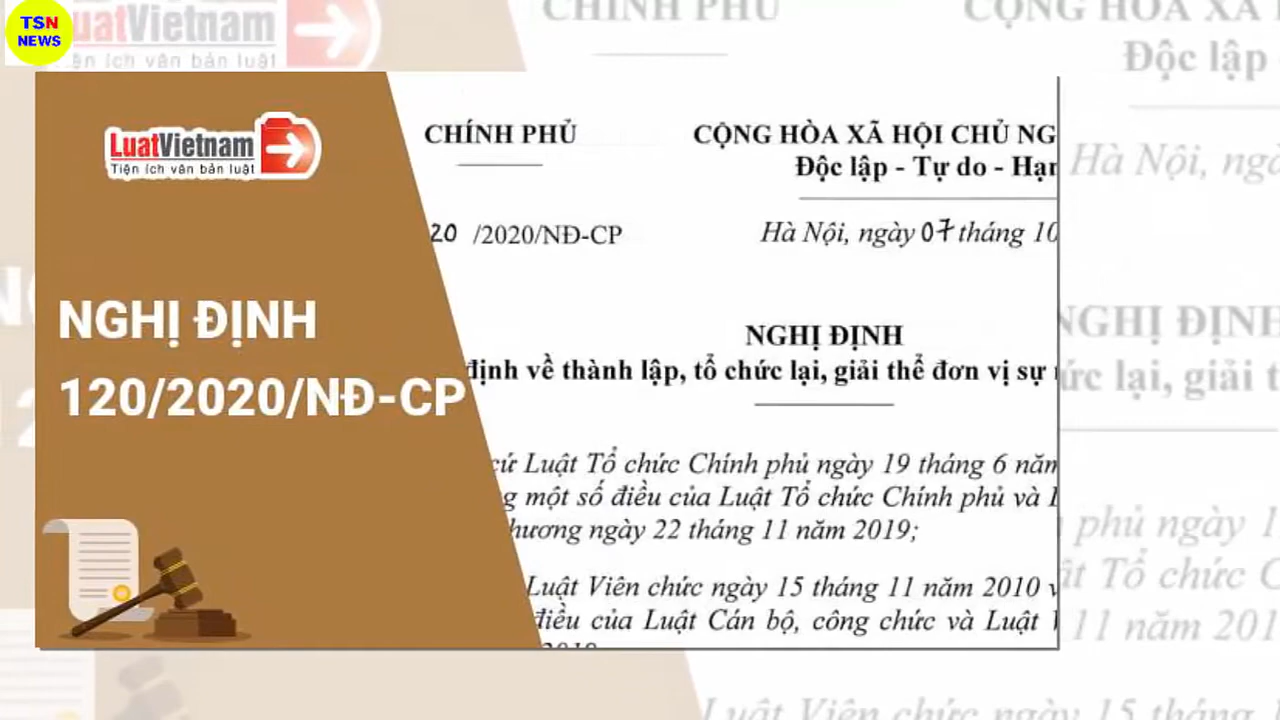 TSN
NEWS
LuatVietnam
Tiện ích văn bản luật
NGHỊ ĐỊNH
120/2020/NĐ-CP
CHÍNH PHỦ
CỘNG HÒA XÃ HỘI CHỦ NG
Độc lập - Tự do - Hạn
20 /2020/NĐ-CP
Hà Nội, ngày 07 tháng 10
NGHỊ ĐỊNH
định về thành lập, tổ chức lại, giải thể đơn vị sự
cứ Luật Tổ chức Chính phủ ngày 19 tháng 6 năm
g một số điều của Luật Tổ chức Chính phủ và
hương ngày 22 tháng 11 năm 2019;
Luật Viên chức ngày 15 tháng 11 năm 2010
điều của Luật Cán bộ, công chức và Luật